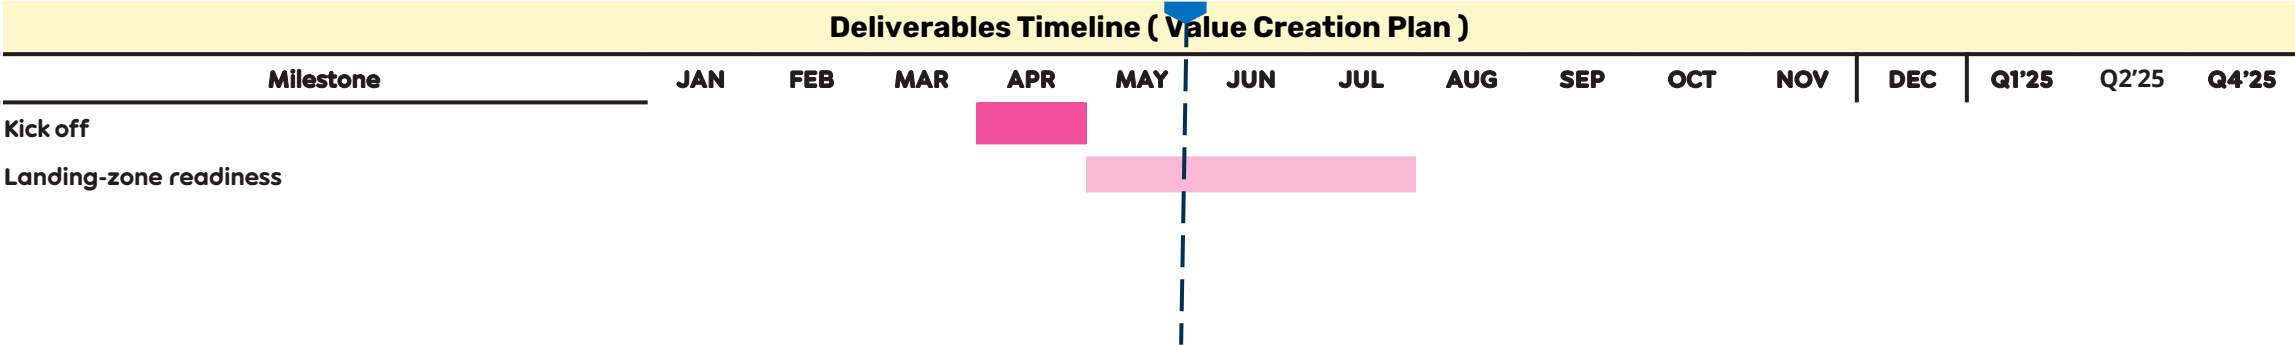 Deliverables Timeline ( Value Creation Plan )
Milestone JAN FEB MAR APR MAY JUN JUL AUG SEP OCT NOV DEC Q1’25 Q2’25 Q4’25
Kick off
Landing-zone readiness